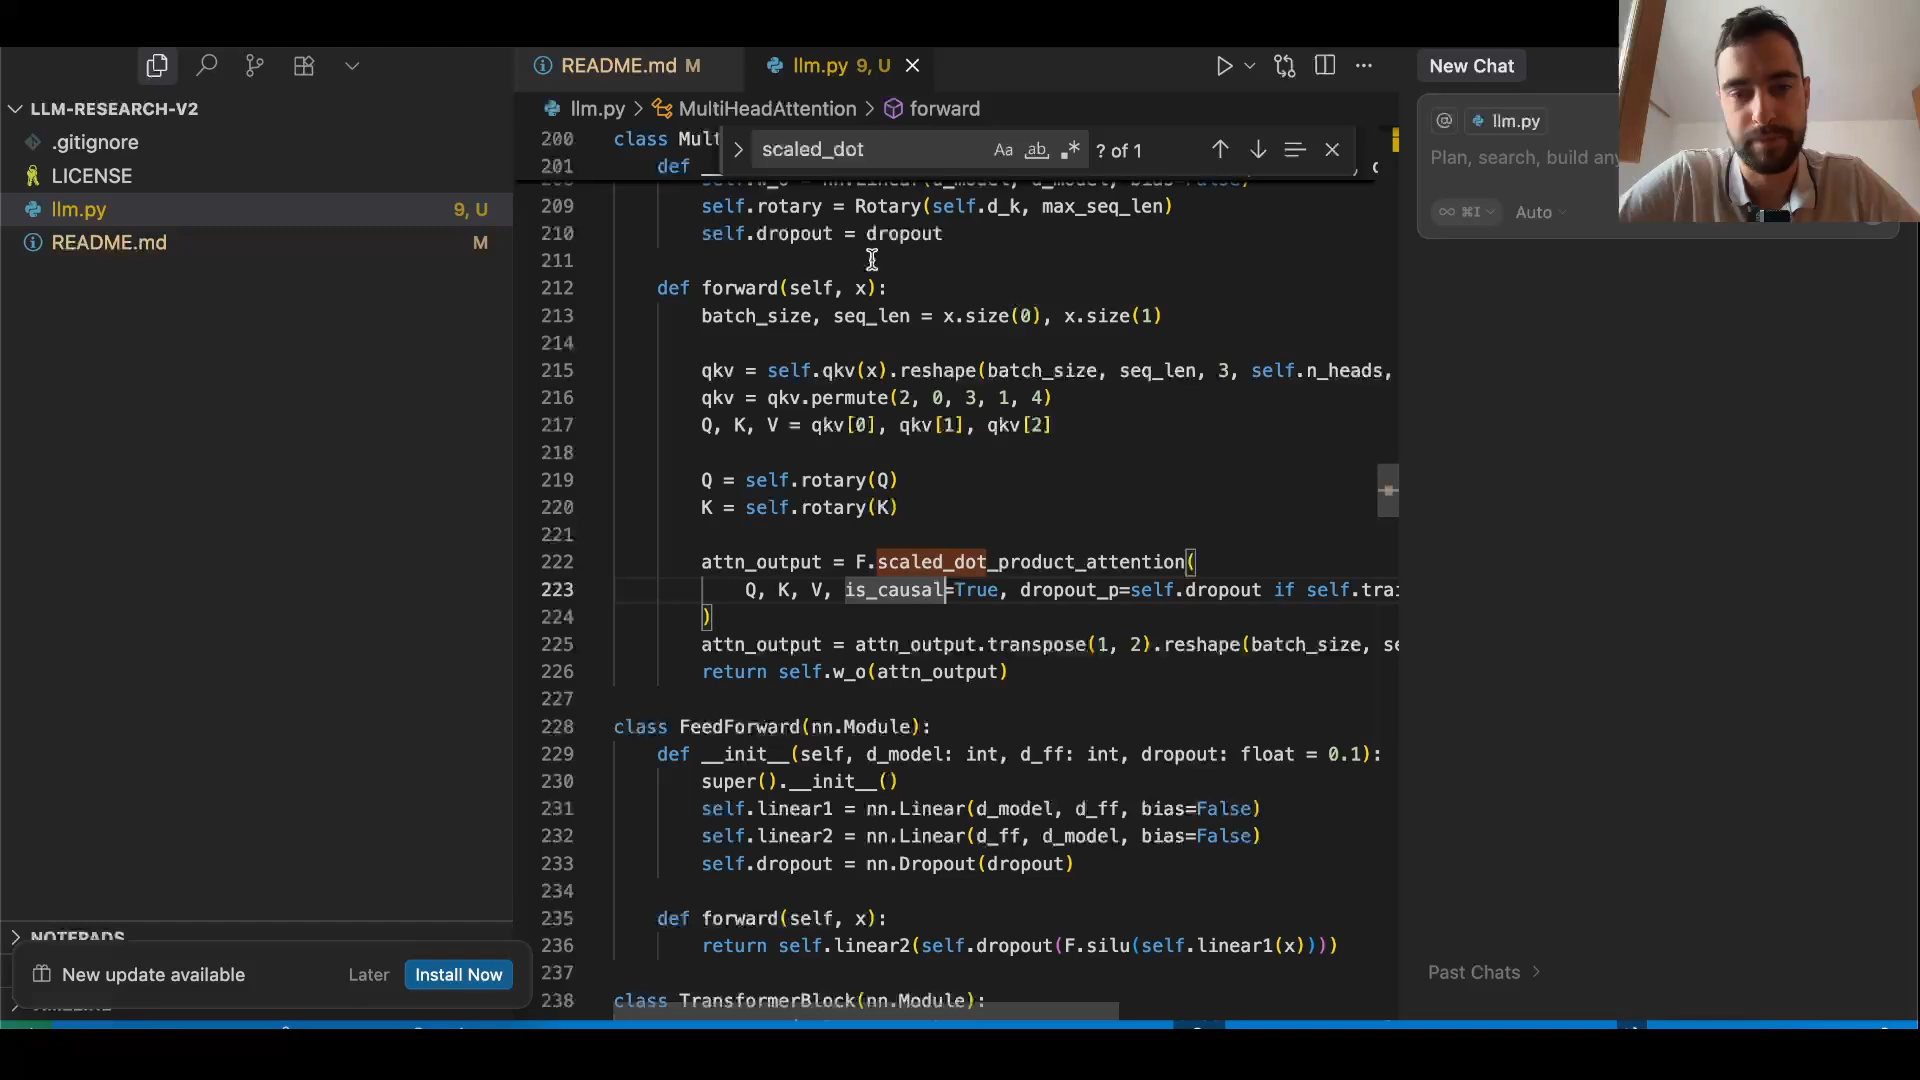 README.md M
llm.py 9, U
New Chat
LLM-RESEARCH-V2
llm.py > MultiHeadAttention > forward
.gitignore
LICENSE
llm.py 9, U
README.md M
scaled_dot Aa ab ? of 1
@ llm.py
Plan, search, build any
∞ ⌘I Auto
200 class Mult
201 def __
209 self.rotary = Rotary(self.d_k, max_seq_len)
210 self.dropout = dropout
211
212 def forward(self, x):
213 batch_size, seq_len = x.size(0), x.size(1)
214
215 qkv = self.qkv(x).reshape(batch_size, seq_len, 3, self.n_heads,
216 qkv = qkv.permute(2, 0, 3, 1, 4)
217 Q, K, V = qkv[0], qkv[1], qkv[2]
218
219 Q = self.rotary(Q)
220 K = self.rotary(K)
221
222 attn_output = F.scaled_dot_product_attention(
223 Q, K, V, is_causal=True, dropout_p=self.dropout if self.trai
224 )
225 attn_output = attn_output.transpose(1, 2).reshape(batch_size, se
226 return self.w_o(attn_output)
227
228 class FeedForward(nn.Module):
229 def __init__(self, d_model: int, d_ff: int, dropout: float = 0.1):
230 super().__init__()
231 self.linear1 = nn.Linear(d_model, d_ff, bias=False)
232 self.linear2 = nn.Linear(d_ff, d_model, bias=False)
233 self.dropout = nn.Dropout(dropout)
234
235 def forward(self, x):
236 return self.linear2(self.dropout(F.silu(self.linear1(x))))
237
238 class TransformerBlock(nn.Module):
NOTEPADS
New update available Later Install Now
Past Chats >